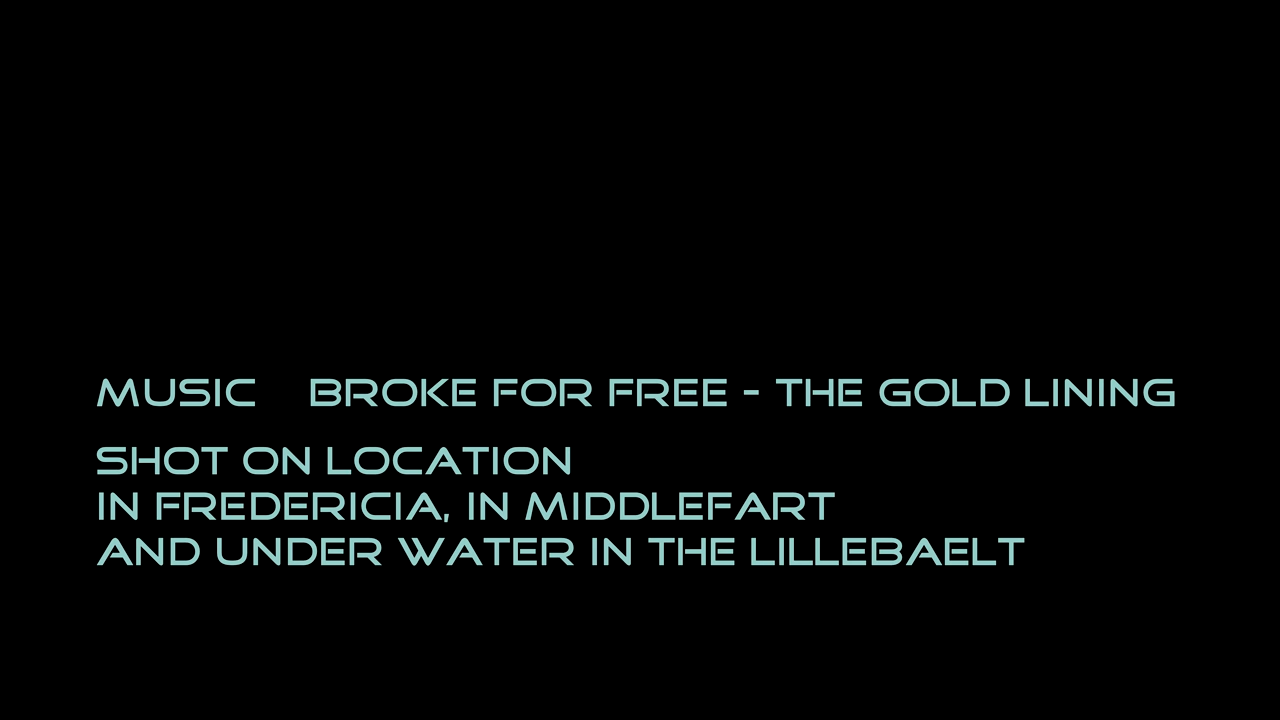 MUSIC BROKE FOR FREE - THE GOLD LINING
SHOT ON LOCATION
IN FREDERICIA, IN MIDDLEFART
AND UNDER WATER IN THE LILLEBAELT